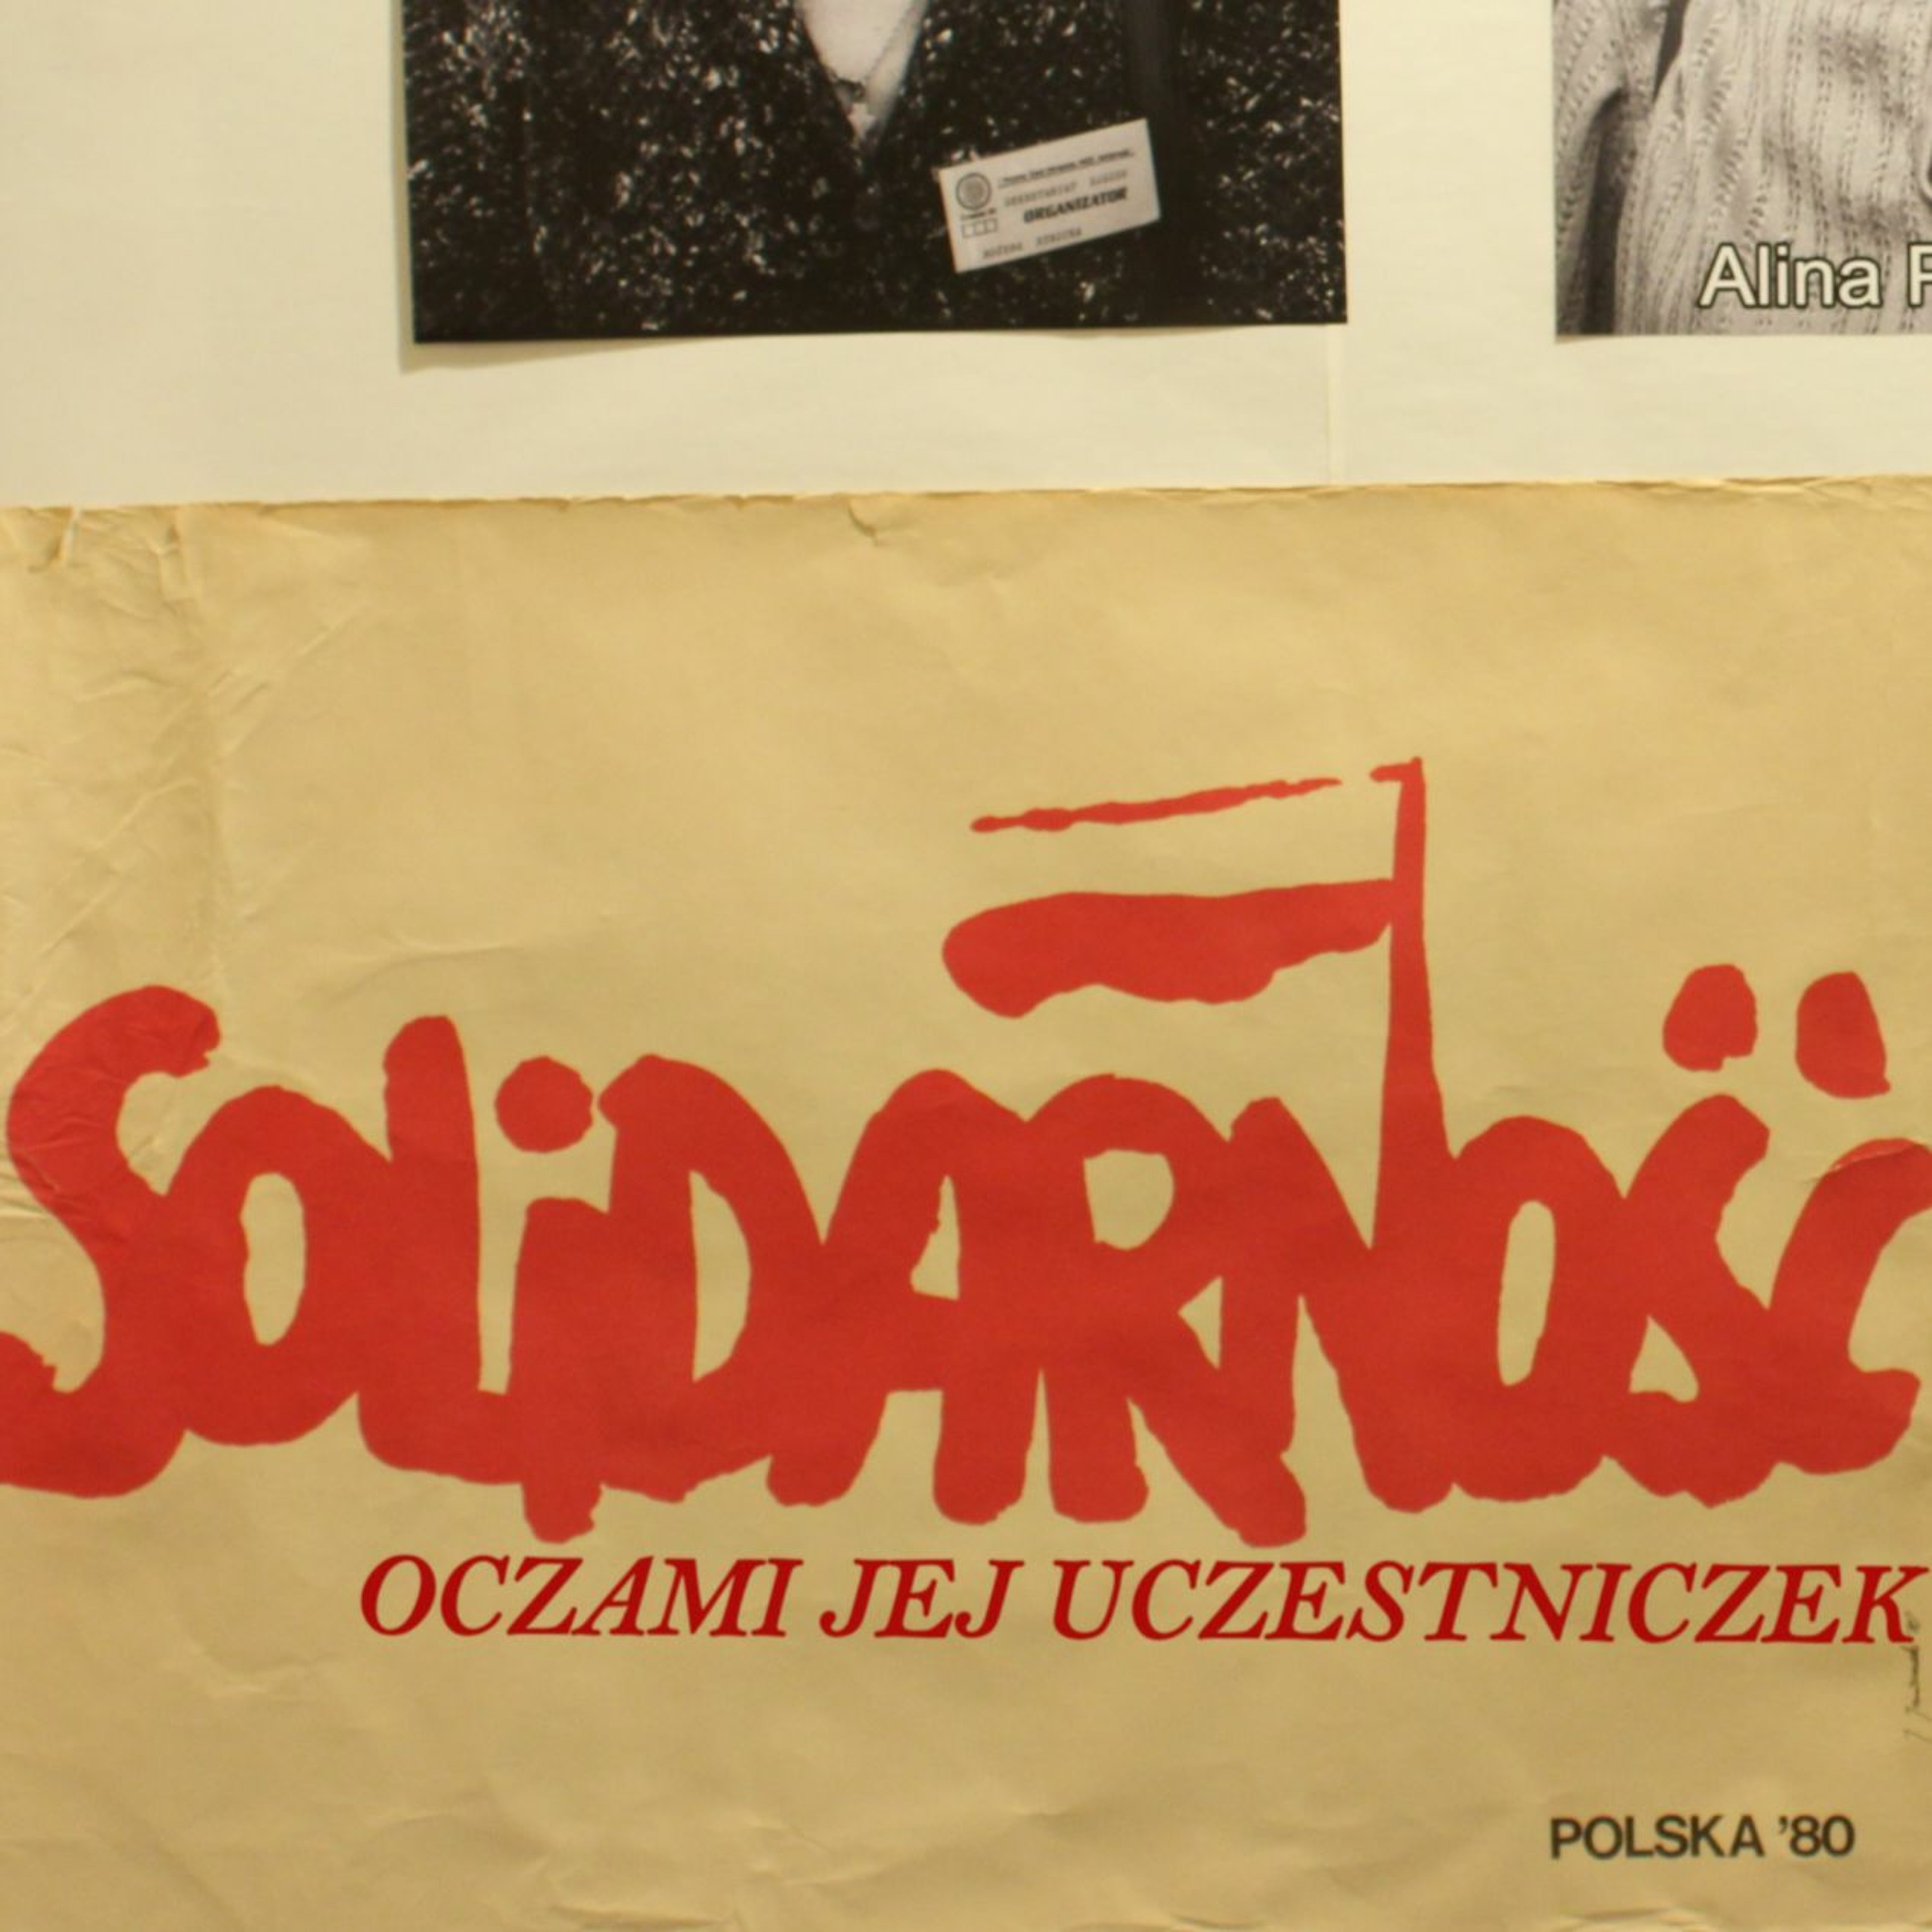 ORGANIZATOR
Alina
SOLiDARNOŚĆ
OCZAMI JEJ UCZESTNICZEK
POLSKA '80